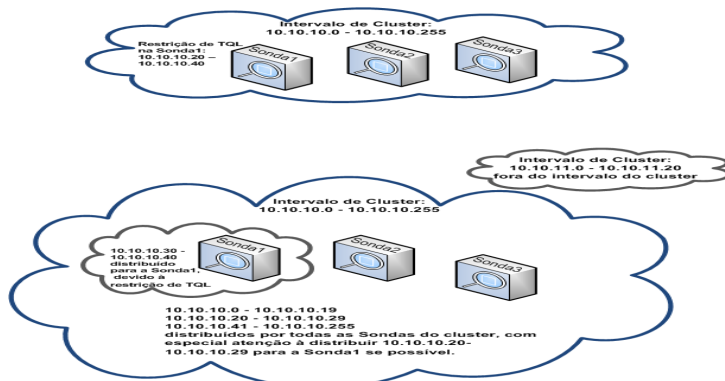 Intervalo de Cluster:
10.10.10.0 - 10.10.10.255
Restrição de TQL
na Sonda1:
10.10.10.20 –
10.10.10.40
Sonda1
Sonda2
Sonda3
Intervalo de Cluster:
10.10.11.0 - 10.10.11.20
fora do intervalo do cluster
Intervalo de Cluster:
10.10.10.0 - 10.10.10.255
10.10.10.30 -
10.10.10.40
distribuído
para a Sonda1,
devido à
restrição de TQL
Sonda1
Sonda2
Sonda3
10.10.10.0 - 10.10.10.19
10.10.10.20 - 10.10.10.29
10.10.10.41 - 10.10.10.255
distribuídos por todas as Sondas do cluster, com
especial atenção à distribuir 10.10.10.20-
10.10.10.29 para a Sonda1 se possível.